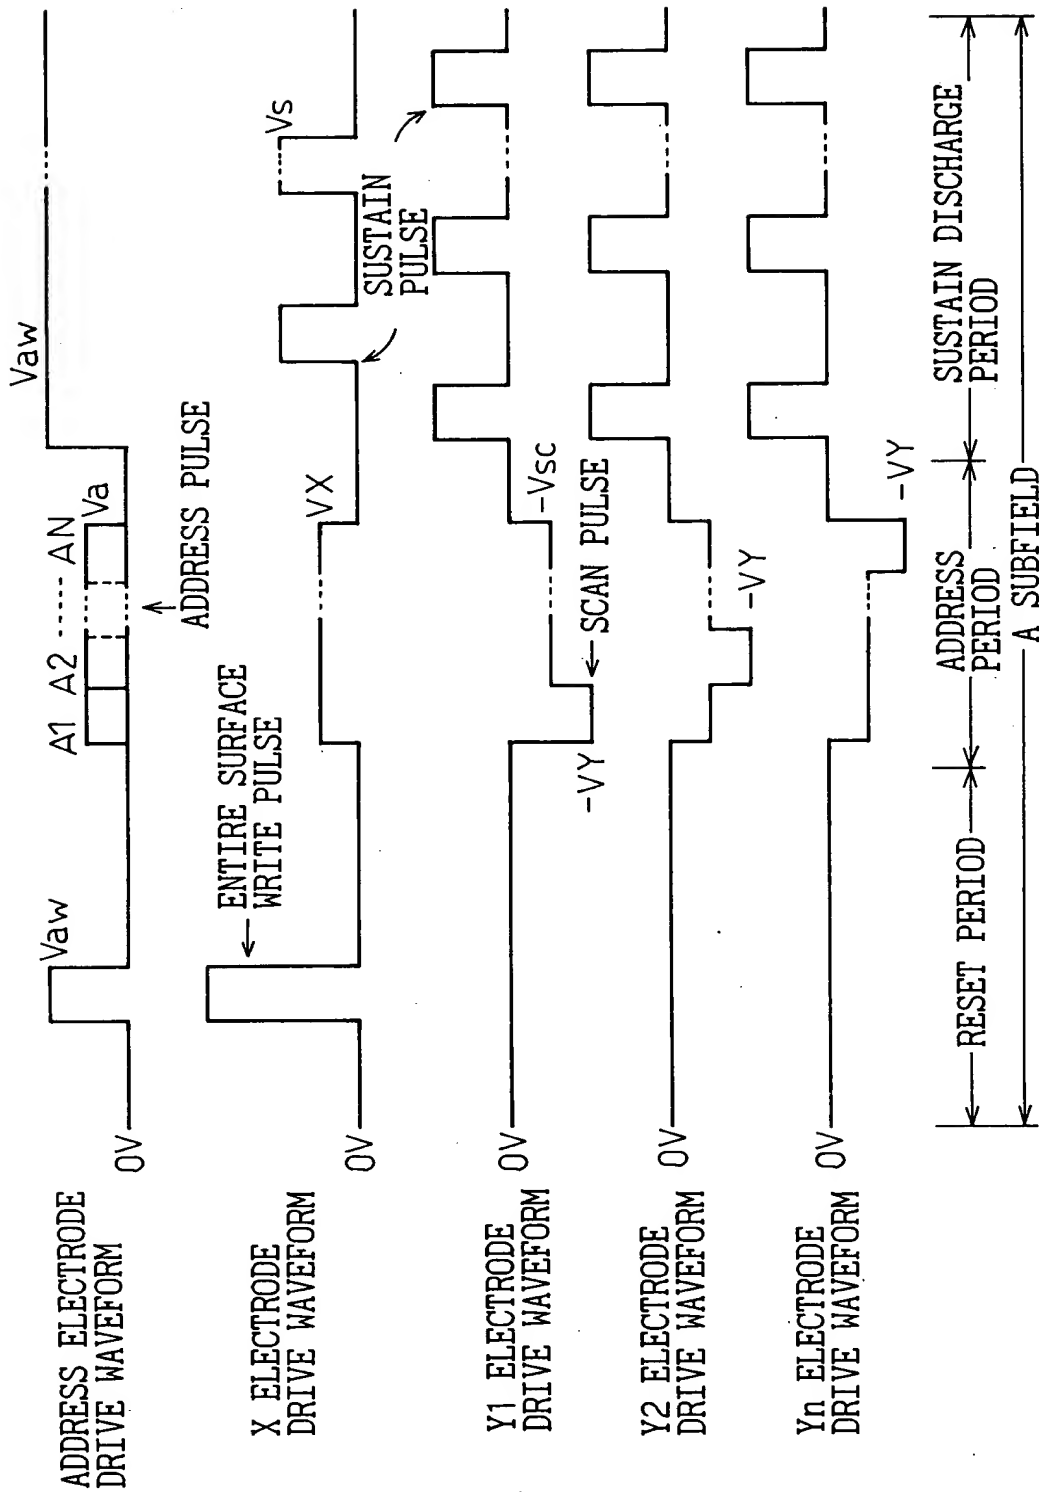 ADDRESS ELECTRODE
DRIVE WAVEFORM
0V
Vaw
A1 A2 ----- AN
Va
ADDRESS PULSE
Vaw
X ELECTRODE
DRIVE WAVEFORM
0V
ENTIRE SURFACE
WRITE PULSE
VX
Vs
SUSTAIN
PULSE
Y1 ELECTRODE
DRIVE WAVEFORM
0V
-VY
SCAN PULSE
-Vsc
Y2 ELECTRODE
DRIVE WAVEFORM
0V
-VY
Yn ELECTRODE
DRIVE WAVEFORM
0V
-VY
RESET PERIOD
ADDRESS
PERIOD
SUSTAIN DISCHARGE
PERIOD
A SUBFIELD